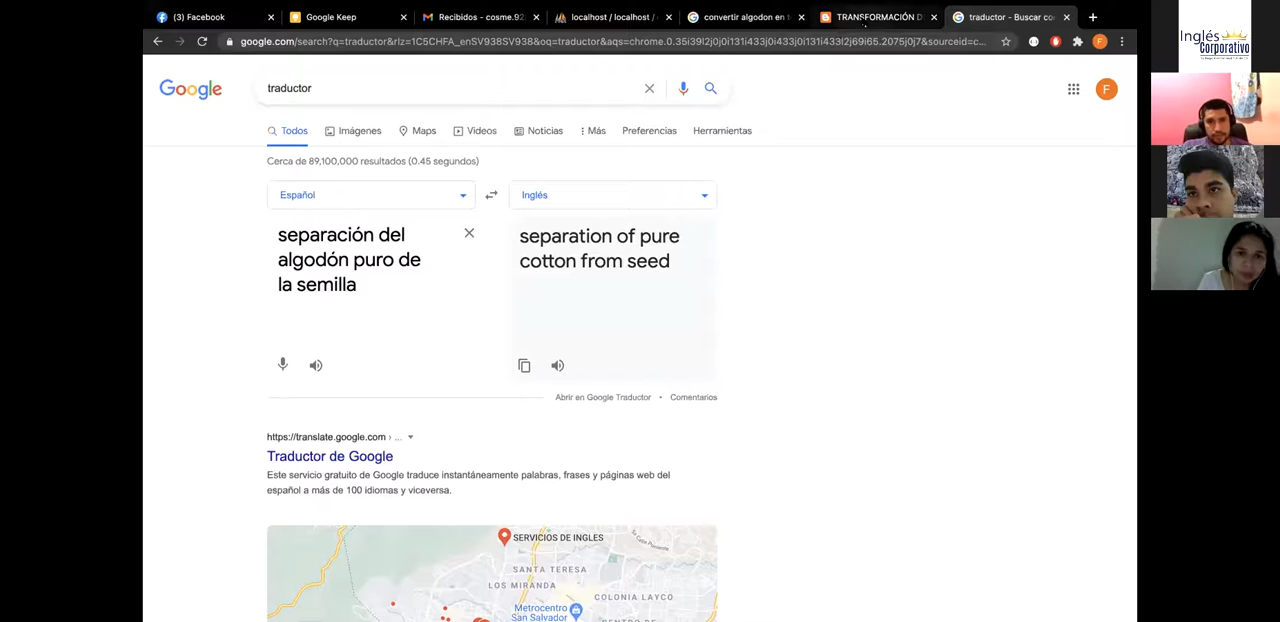 (3) Facebook
Google Keep
Recibidos - cosme.92
localhost / localhost /
convertir algodon en t
TRANSFORMACIÓN D
traductor - Buscar co
google.com/search?q=traductor&rlz=1C5CHFA_enSV938SV938&oq=traductor&aqs=chrome.0.35i39l2j0j0i131i433j0i433j0i131i433l2j69i65.2075j0j7&sourceid=c...
F
Inglés
Corporativo
Google
traductor
F
Todos
Imágenes
Maps
Videos
Noticias
Más
Preferencias
Herramientas
Cerca de 89,100,000 resultados (0.45 segundos)
Español
Inglés
separación del
algodón puro de
la semilla
separation of pure
cotton from seed
Abrir en Google Traductor • Comentarios
https://translate.google.com › ...
Traductor de Google
Este servicio gratuito de Google traduce instantáneamente palabras, frases y páginas web del
español a más de 100 idiomas y viceversa.
SERVICIOS DE INGLES
SANTA TERESA
LOS MIRANDA
COLONIA LAYCO
Metrocentro
San Salvador